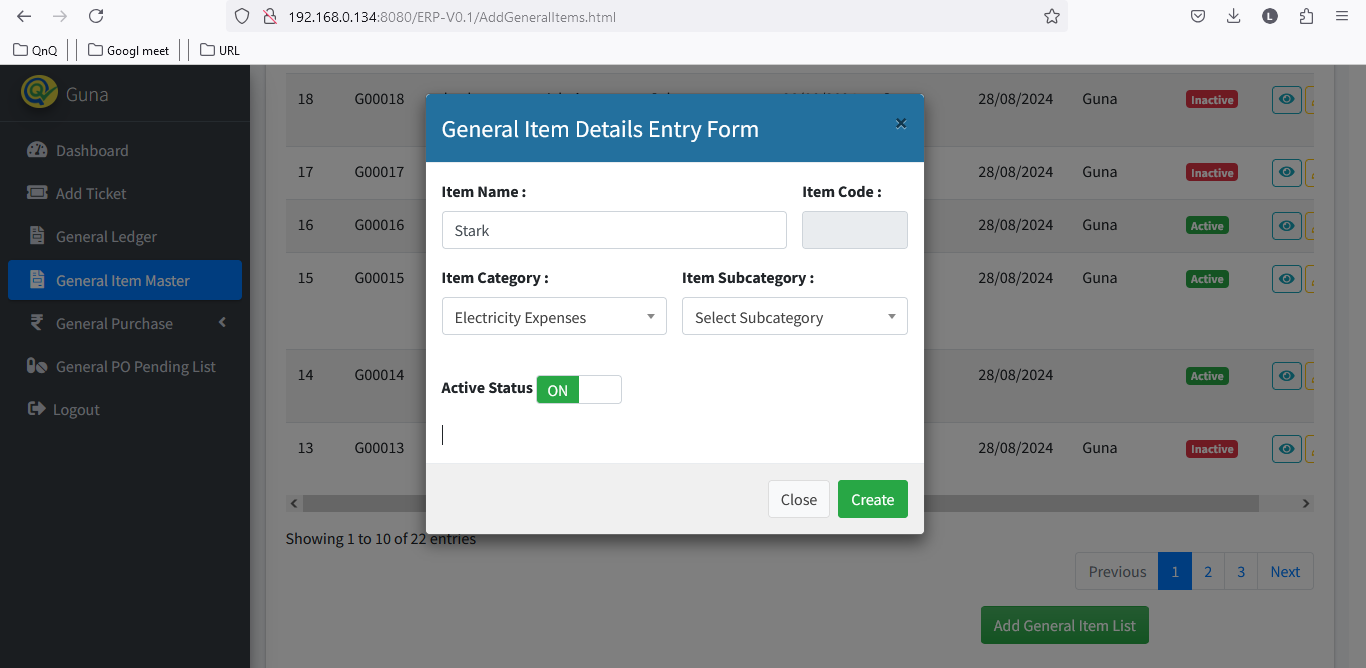 192.168.0.134:8080/ERP-V0.1/AddGeneralItems.html
L
QnQ
Googl meet
URL
Guna
Dashboard
Add Ticket
General Ledger
General Item Master
General Purchase
General PO Pending List
Logout
18 G00018 28/08/2024 Guna Inactive
17 G00017 28/08/2024 Guna Inactive
16 G00016 28/08/2024 Guna Active
15 G00015 28/08/2024 Guna Active
14 G00014 28/08/2024 Active
13 G00013 28/08/2024 Guna Inactive
General Item Details Entry Form ×
Item Name : Item Code :
Stark
Item Category : Item Subcategory :
Electricity Expenses Select Subcategory
Active Status ON
Close Create
Showing 1 to 10 of 22 entries
Previous 1 2 3 Next
Add General Item List